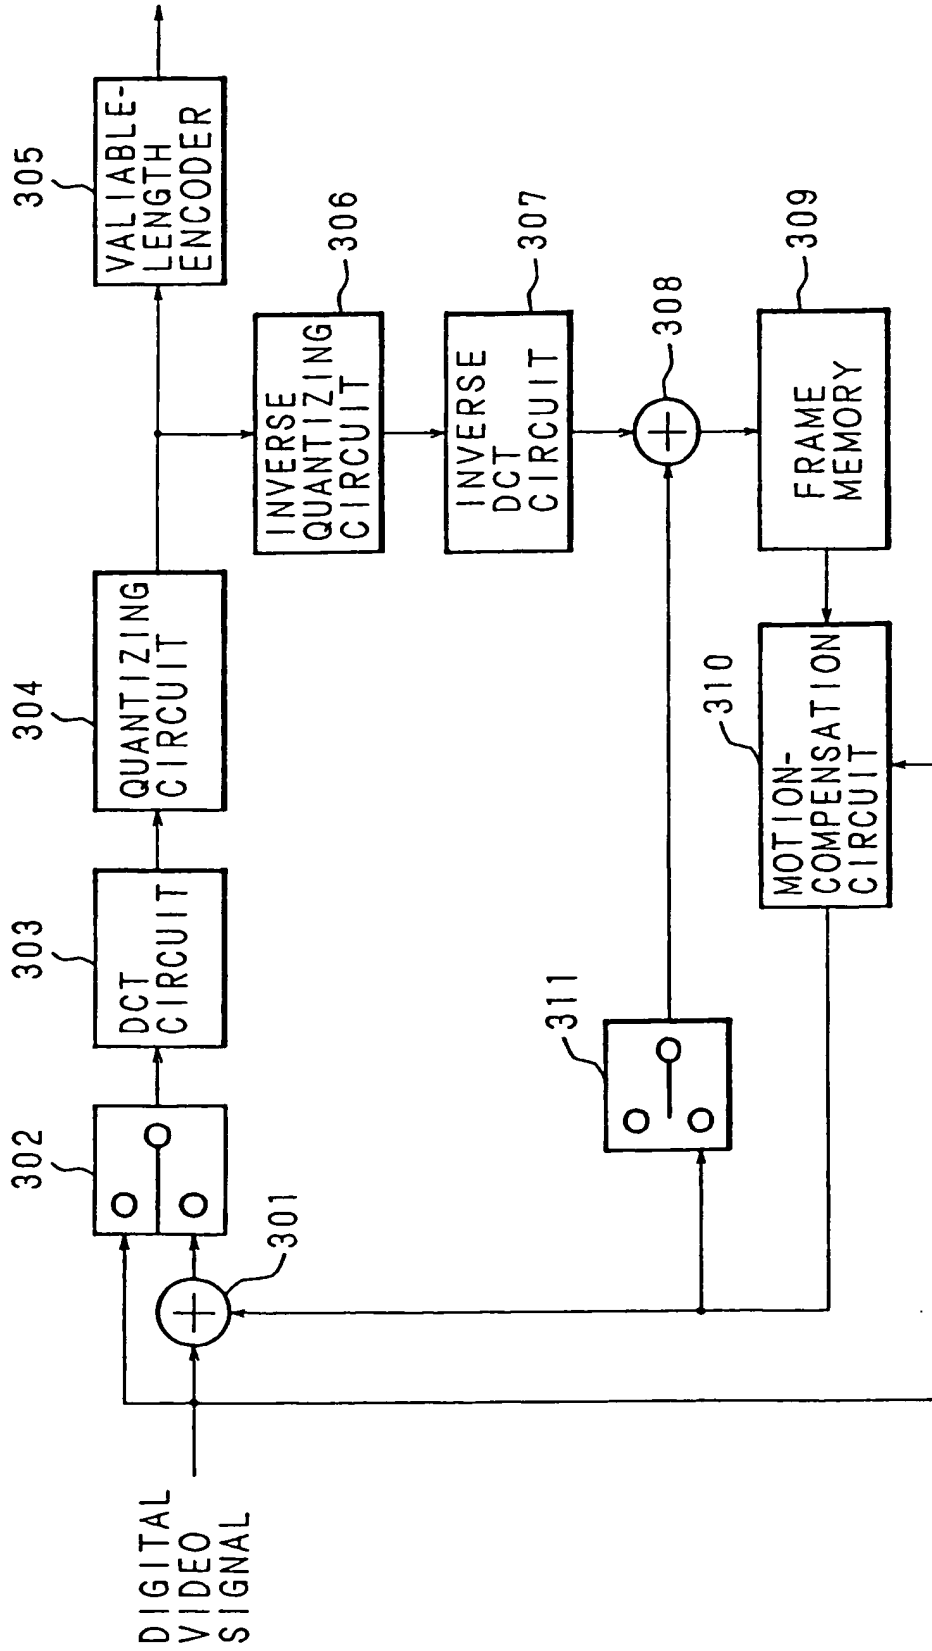 DIGITAL
VIDEO
SIGNAL
301
302
303
DCT
CIRCUIT
304
QUANTIZING
CIRCUIT
305
VALIABLE-
LENGTH
ENCODER
INVERSE
QUANTIZING
CIRCUIT
306
INVERSE
DCT
CIRCUIT
307
308
311
310
MOTION-
COMPENSATION
CIRCUIT
FRAME
MEMORY
309